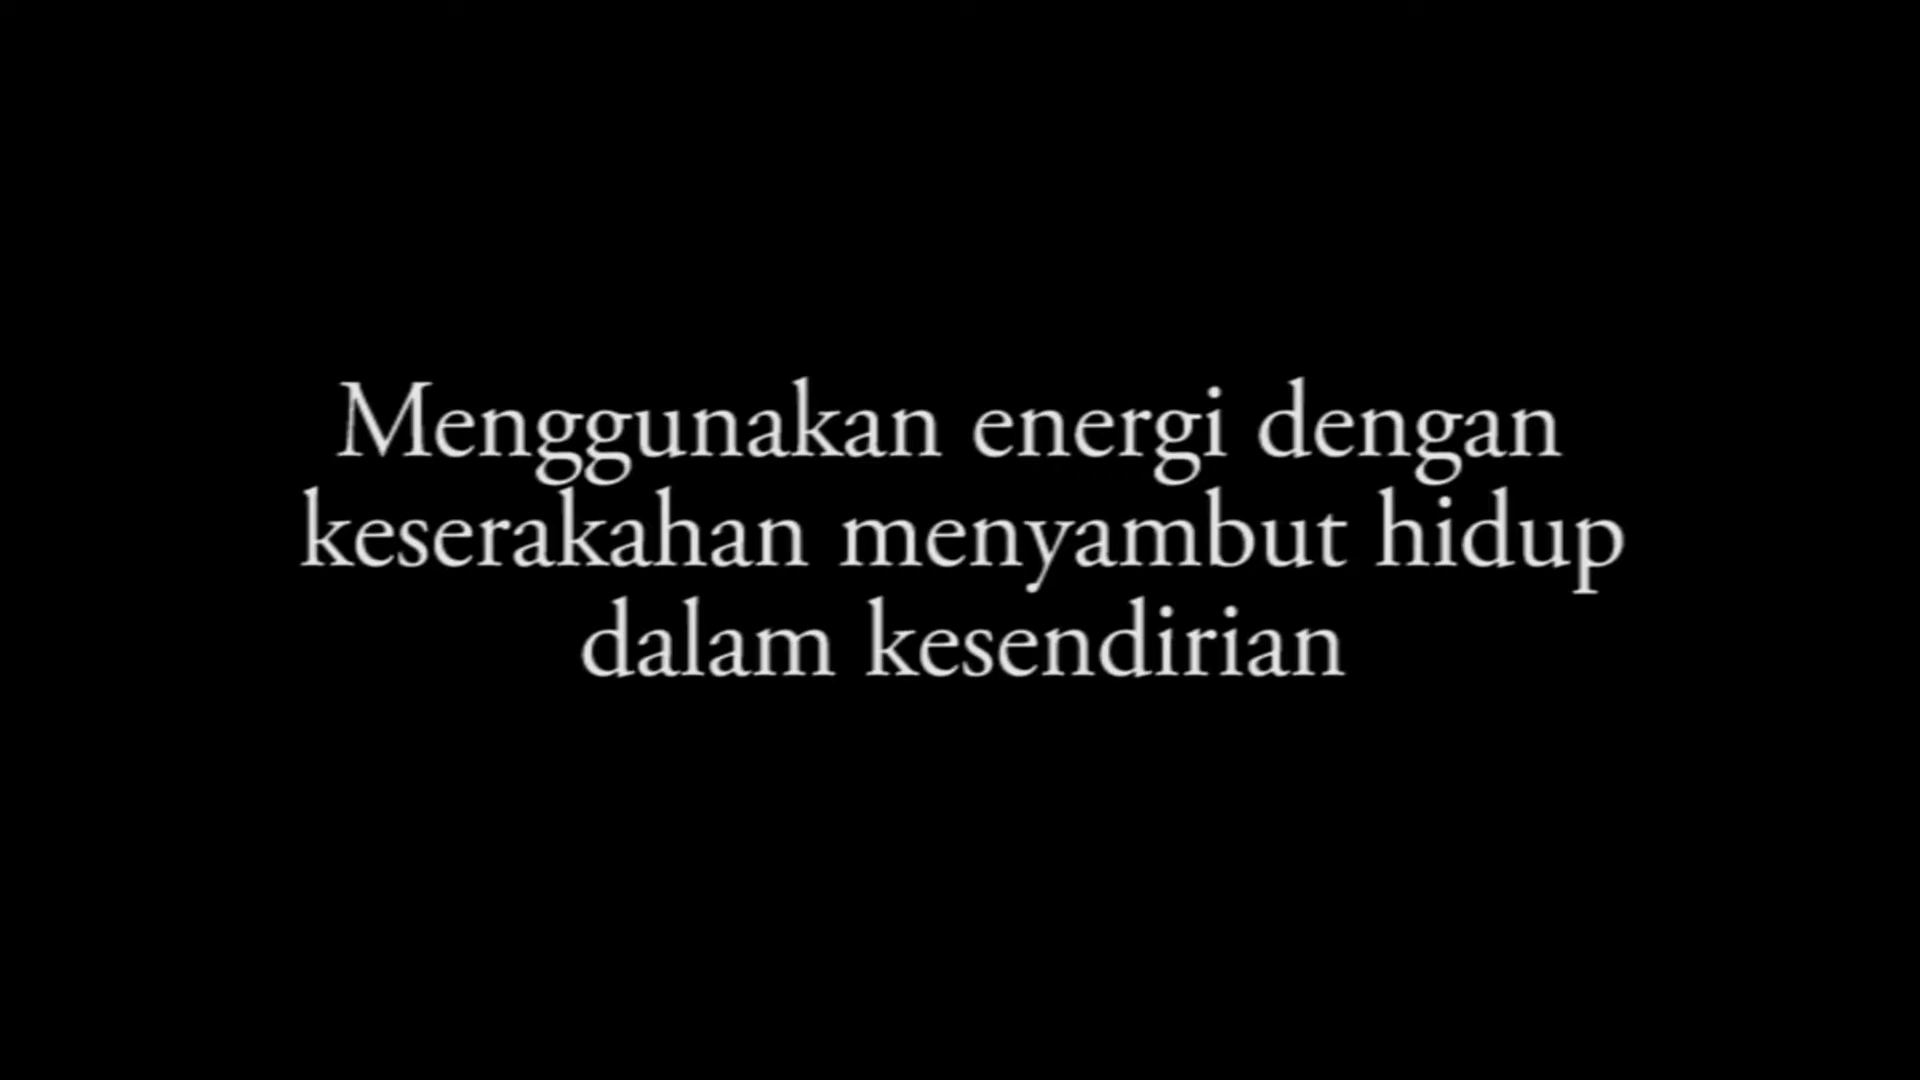 Menggunakan energi dengan
keserakahan menyambut hidup
dalam kesendirian